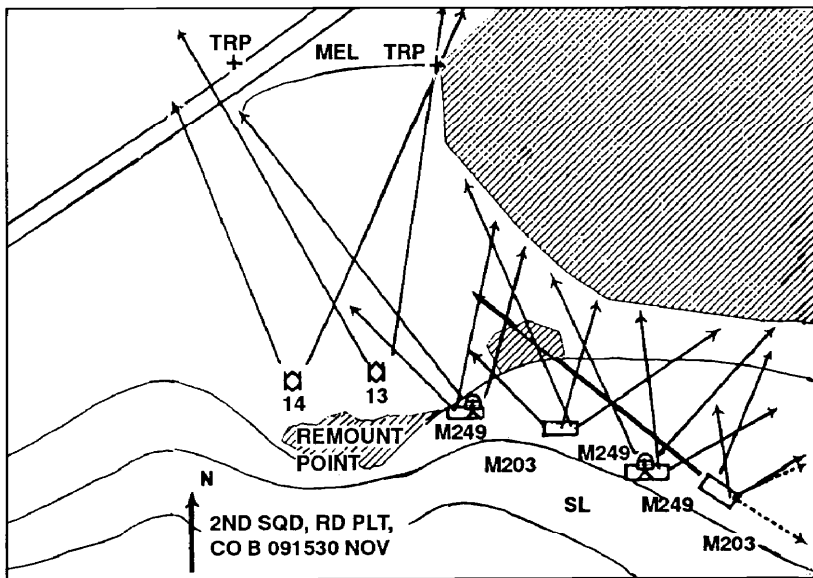 TRP
MEL TRP
14
13
M249
REMOUNT
POINT
M203
M249
N
SL
M249
M203
2ND SQD, RD PLT,
CO B 091530 NOV